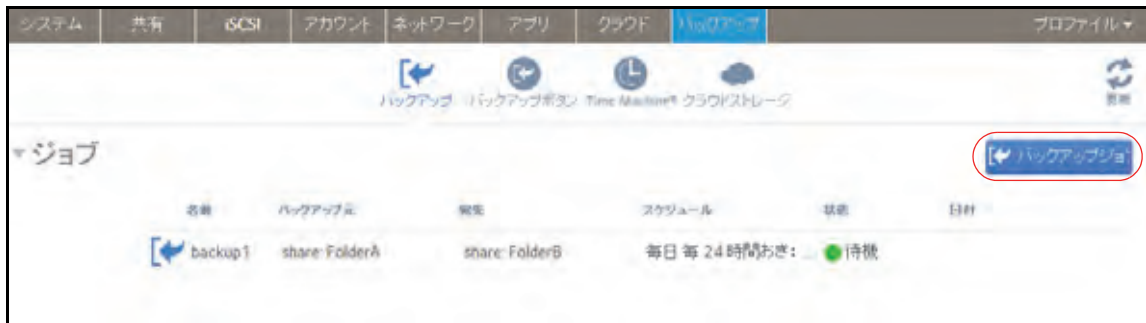 システム 共有 iSCSI アカウント ネットワーク アプリ クラウド バックアップ プロファイル
バックアップ バックアップボタン Time Machine® クラウドストレージ 更新
ジョブ バックアップジョ
名前 バックアップ元 宛先 スケジュール 状態 日付
backup1 share: FolderA share: FolderB 毎日 毎 24 時間おき: ... 待機